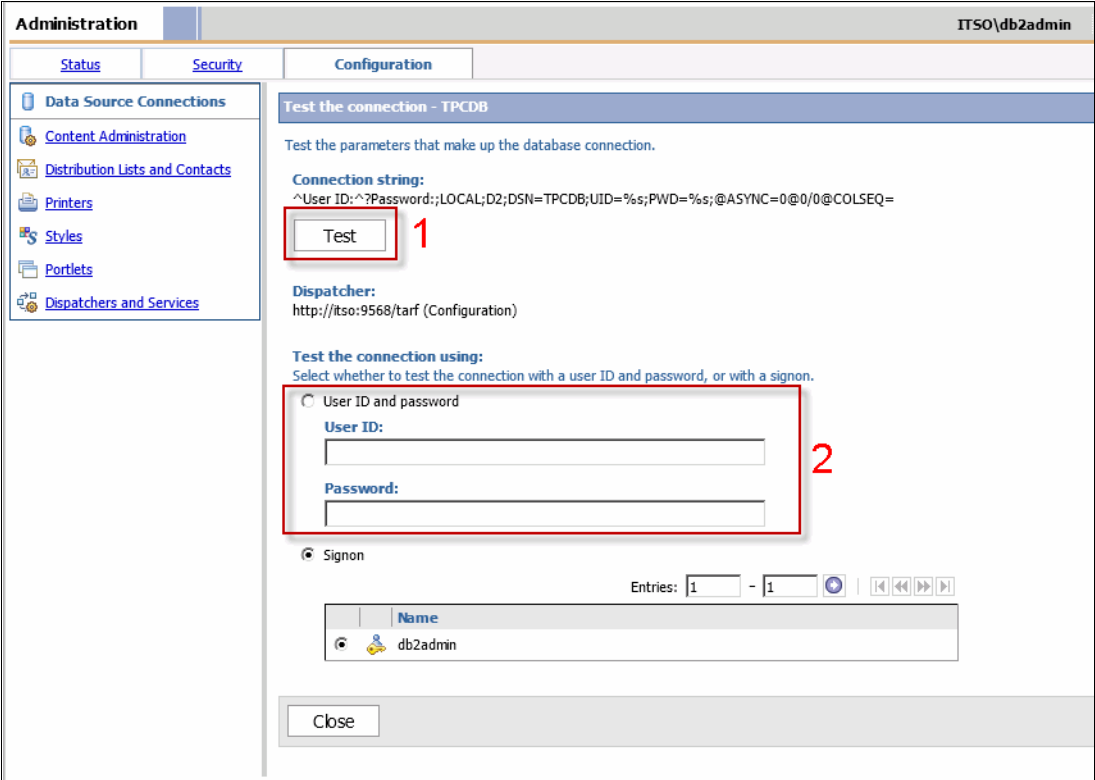 Administration
ITSO\db2admin
Status
Security
Configuration
Data Source Connections
Content Administration
Distribution Lists and Contacts
Printers
Styles
Portlets
Dispatchers and Services
Test the connection - TPCDB
Test the parameters that make up the database connection.
Connection string:
^User ID:^?Password:;LOCAL;D2;DSN=TPCDB;UID=%s;PWD=%s;@ASYNC=0@0/0@COLSEQ=
Test
1
Dispatcher:
http://itso:9568/tarf (Configuration)
Test the connection using:
Select whether to test the connection with a user ID and password, or with a signon.
User ID and password
User ID:
2
Password:
Signon
Entries: 1 - 1
Name
db2admin
Close